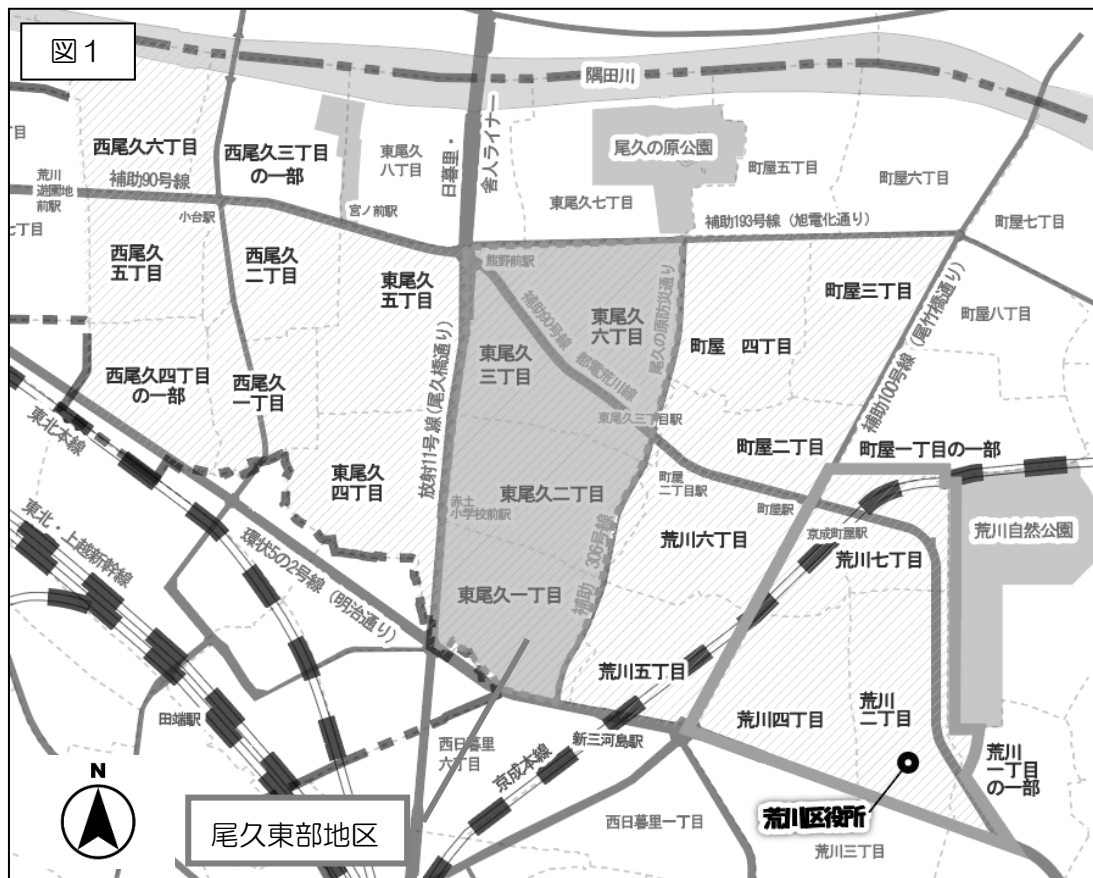 図1
隅田川
西尾久六丁目
補助90号線
西尾久三丁目
の一部
東尾久
八丁目
日暮里・
舎人ライナー
尾久の原公園
町屋五丁目
町屋六丁目
丁目
荒川
遊園地
前駅
七丁目
小台駅
宮ノ前駅
東尾久七丁目
補助193号線（旭電化通り）
町屋七丁目
西尾久
五丁目
西尾久
二丁目
東尾久
五丁目
熊野前駅
補助90号線
都電荒川線
東尾久
六丁目
尾久の原防災通り
町屋三丁目
町屋八丁目
補助100号線（尾竹橋通り）
西尾久四丁目
の一部
西尾久
一丁目
放射11号線（尾久橋通り）
東尾久
三丁目
町屋　四丁目
東尾久三丁目駅
町屋二丁目
町屋一丁目の一部
東北本線
東尾久
四丁目
赤土
小学校前駅
東尾久二丁目
町屋
二丁目駅
町屋駅
京成町屋駅
荒川自然公園
東北・上越新幹線
環状5の2号線（明治通り）
補助　306号線
荒川六丁目
荒川七丁目
東尾久一丁目
荒川五丁目
田端駅
西日暮里
六丁目
京成本線
新三河島駅
荒川四丁目
荒川
二丁目
荒川
一丁目
の一部
N
尾久東部地区
西日暮里一丁目
荒川区役所
荒川三丁目